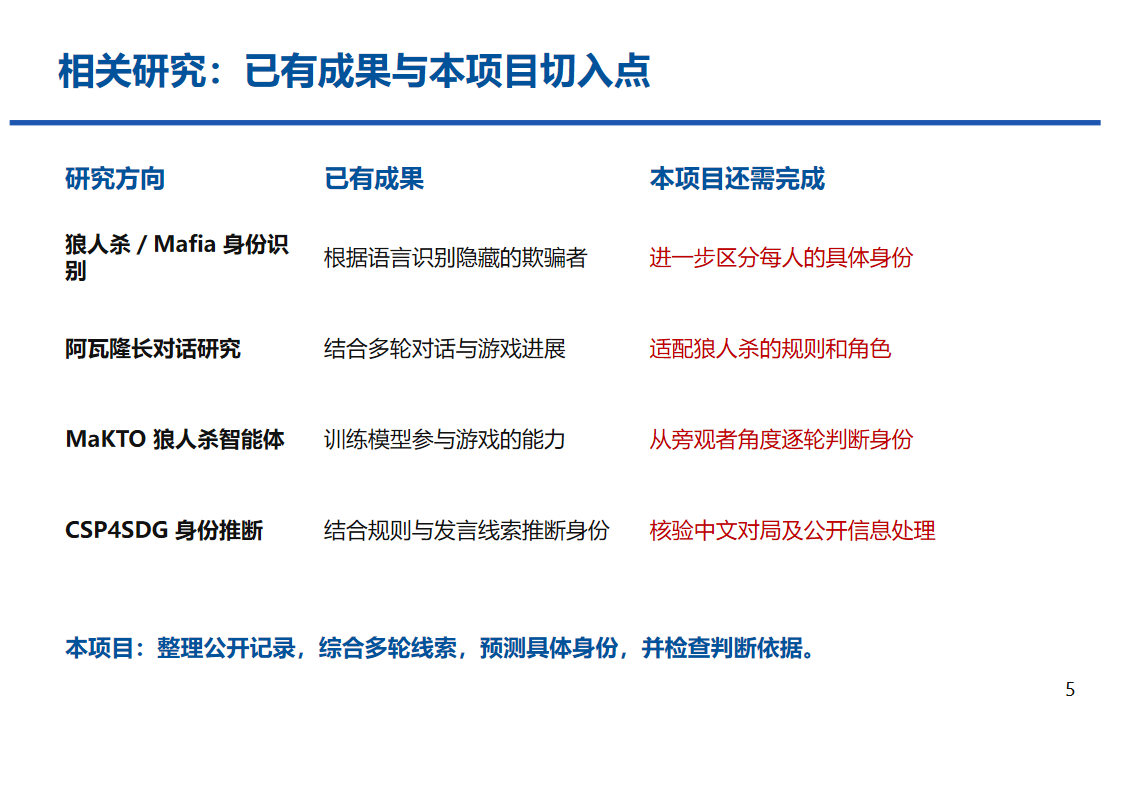 相关研究：已有成果与本项目切入点
研究方向 已有成果 本项目还需完成
狼人杀 / Mafia 身份识
别
根据语言识别隐藏的欺骗者
进一步区分每人的具体身份
阿瓦隆长对话研究 结合多轮对话与游戏进展 适配狼人杀的规则和角色
MaKTO 狼人杀智能体 训练模型参与游戏的能力 从旁观者角度逐轮判断身份
CSP4SDG 身份推断 结合规则与发言线索推断身份 核验中文对局及公开信息处理
本项目：整理公开记录，综合多轮线索，预测具体身份，并检查判断依据。
5